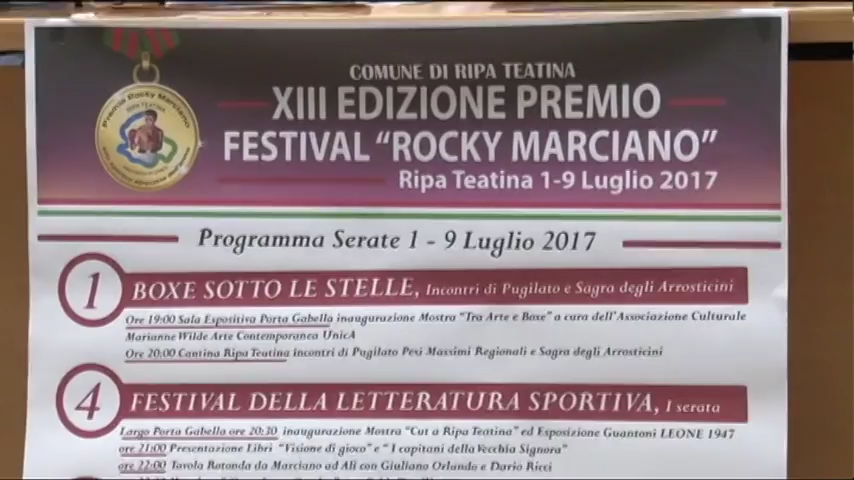 Premio Rocky Marciano
RIPA TEATINA
COMUNE DI RIPA TEATINA
XIII EDIZIONE PREMIO
FESTIVAL “ROCKY MARCIANO”
Ripa Teatina 1-9 Luglio 2017
Programma Serate 1 - 9 Luglio 2017
1
BOXE SOTTO LE STELLE, Incontri di Pugilato e Sagra degli Arrosticini
Ore 19:00 Sala Espositiva Porta Gabella inaugurazione Mostra “Tra Arte e Boxe” a cura dell'Associazione Culturale
Marianne Wilde Arte Contemporanea UnicA
Ore 20:00 Cantina Ripa Teatina incontri di Pugilato Pesi Massimi Regionali e Sagra degli Arrosticini
4
FESTIVAL DELLA LETTERATURA SPORTIVA, I serata
Largo Porta Gabella ore 20:30 inaugurazione Mostra “Cut a Ripa Teatina” ed Esposizione Guantoni LEONE 1947
ore 21:00 Presentazione Libri “Visione di gioco” e “I capitani della Vecchia Signora”
ore 22:00 Tavola Rotonda da Marciano ad Alì con Giuliano Orlando e Dario Ricci